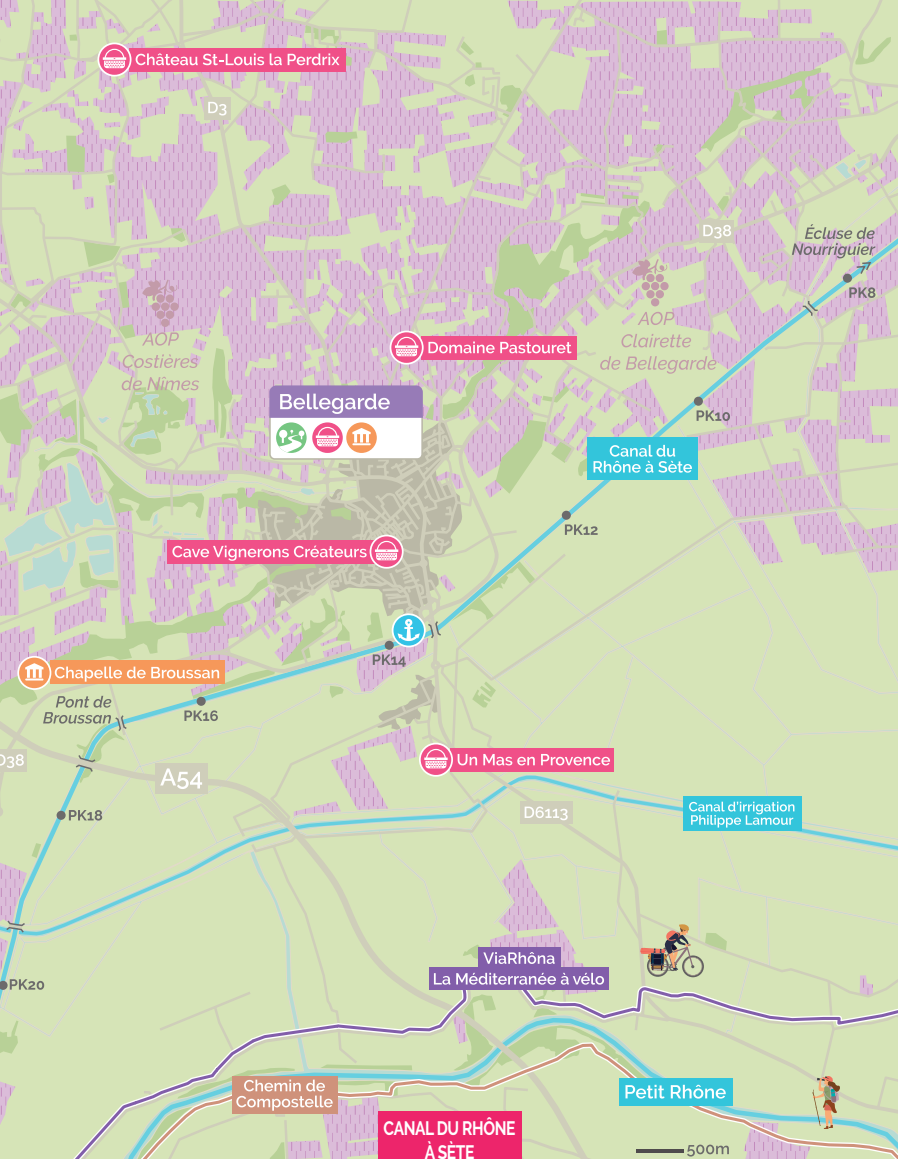 Château St-Louis la Perdrix
D3
D38
Écluse de
Nourriguier
PK8
AOP
Clairette
de Bellegarde
AOP
Costières
de Nîmes
Domaine Pastouret
Bellegarde
PK10
Canal du
Rhône à Sète
PK12
Cave Vignerons Créateurs
PK14
Chapelle de Broussan
Pont de
Broussan
PK16
D38
A54
Un Mas en Provence
PK18
D6113
Canal d'irrigation
Philippe Lamour
ViaRhôna
La Méditerranée à vélo
PK20
Chemin de
Compostelle
Petit Rhône
CANAL DU RHÔNE
À SÈTE
500m